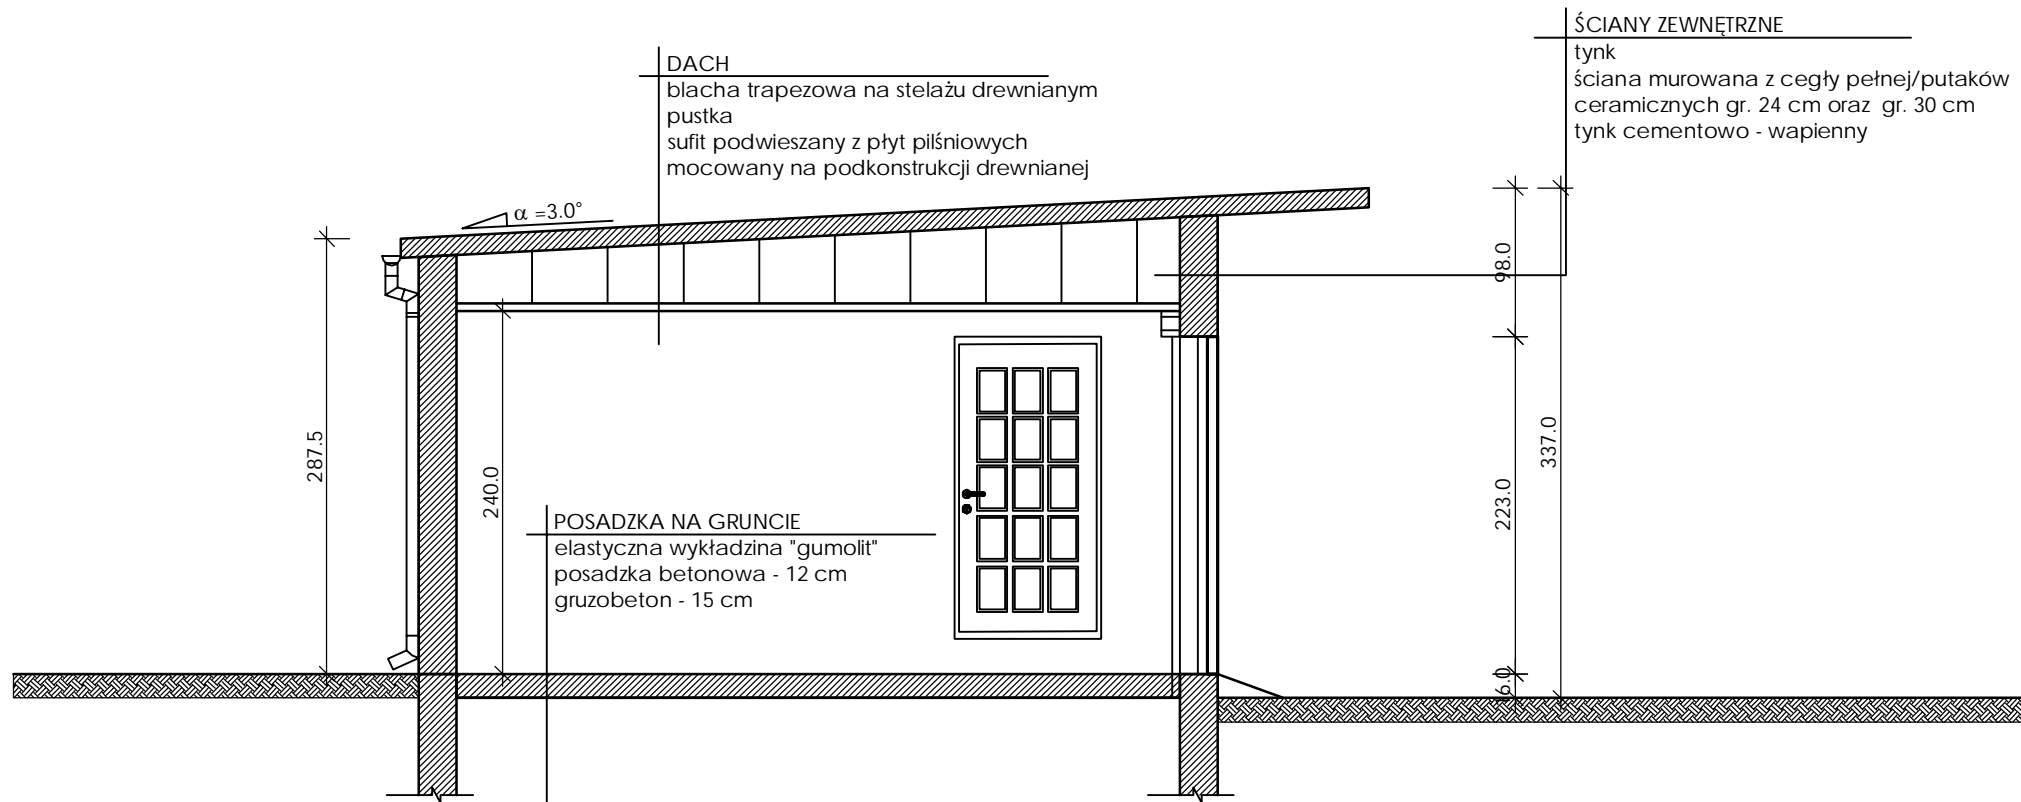 ŚCIANY ZEWNĘTRZNE
tynk
ściana murowana z cegły pełnej/putaków
ceramicznych gr. 24 cm oraz gr. 30 cm
tynk cementowo - wapienny
DACH
blacha trapezowa na stelażu drewnianym
pustka
sufit podwieszany z płyt pilśniowych
mocowany na podkonstrukcji drewnianej
α =3.0°
98.0
287.5
240.0
337.0
223.0
16.0
POSADZKA NA GRUNCIE
elastyczna wykładzina "gumolit"
posadzka betonowa - 12 cm
gruzobeton - 15 cm